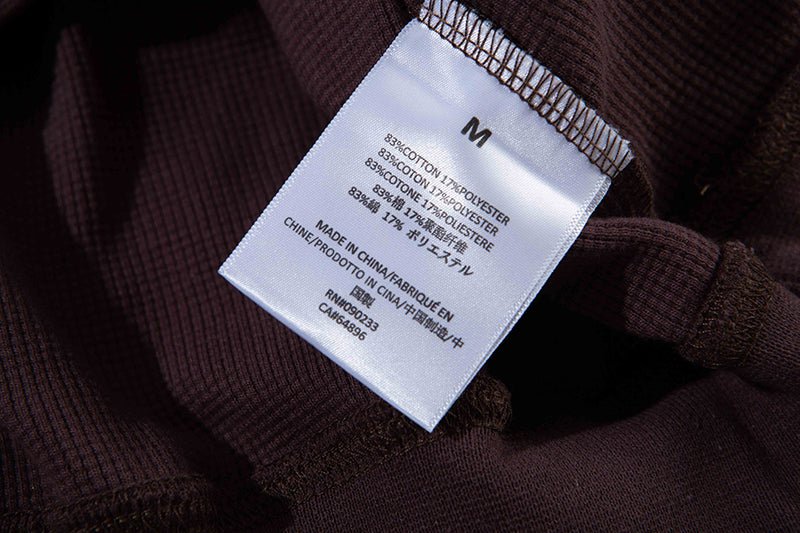 M
83%COTTON 17%POLYESTER
83%COTON 17%POLYESTER
83%COTONE 17%POLIESTERE
83%棉 17%聚酯纤维
83%綿 17% ポリエステル
MADE IN CHINA/FABRIQUÉ EN
CHINE/PRODOTTO IN CINA/中国制造/中
国製
RN#090233
CA#64896